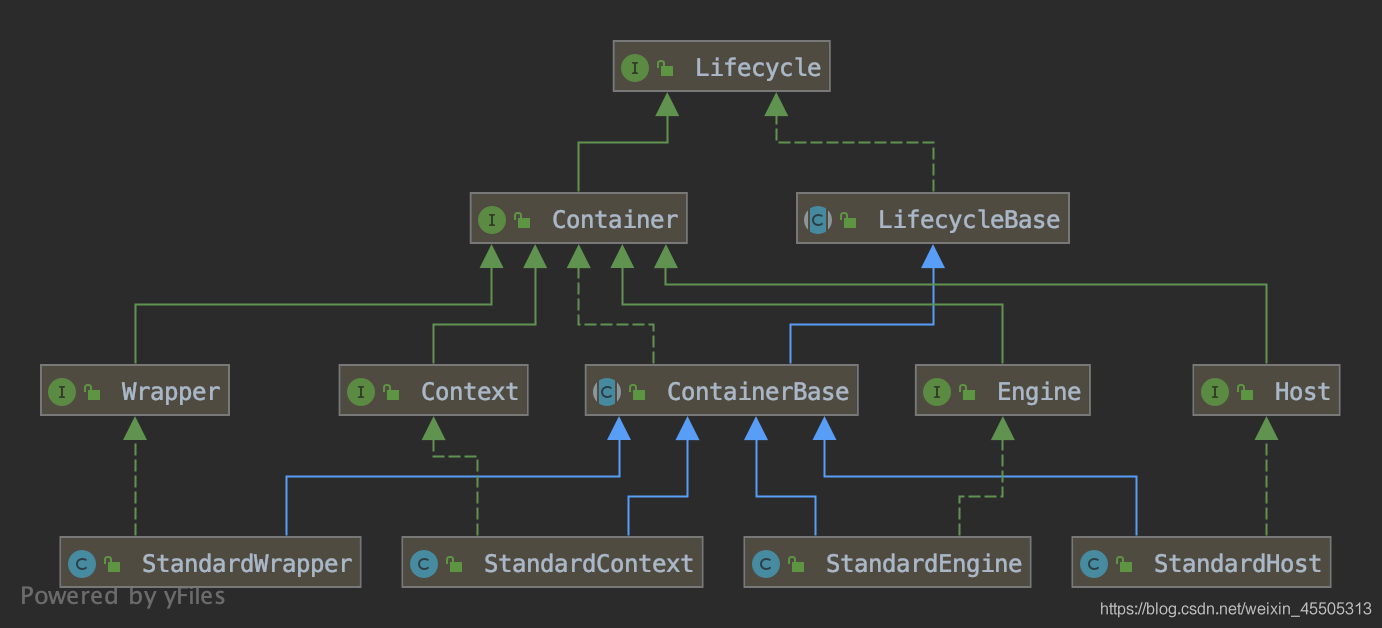 I Lifecycle
I Container
C LifecycleBase
I Wrapper
I Context
C ContainerBase
I Engine
I Host
C StandardWrapper
C StandardContext
C StandardEngine
C StandardHost
Powered by yFiles
https://blog.csdn.net/weixin_45505313